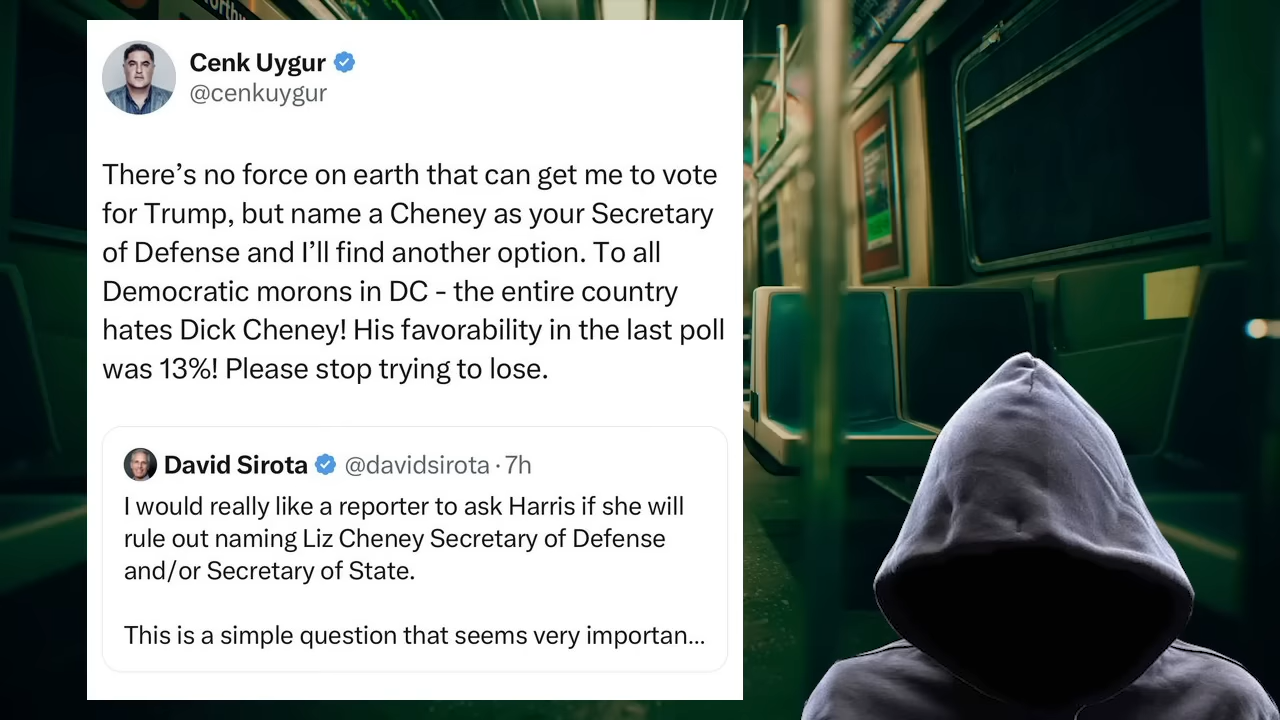 Cenk Uygur
@cenkuygur
There’s no force on earth that can get me to vote
for Trump, but name a Cheney as your Secretary
of Defense and I’ll find another option. To all
Democratic morons in DC - the entire country
hates Dick Cheney! His favorability in the last poll
was 13%! Please stop trying to lose.
David Sirota @davidsirota · 7h
I would really like a reporter to ask Harris if she will
rule out naming Liz Cheney Secretary of Defense
and/or Secretary of State.
This is a simple question that seems very importan...